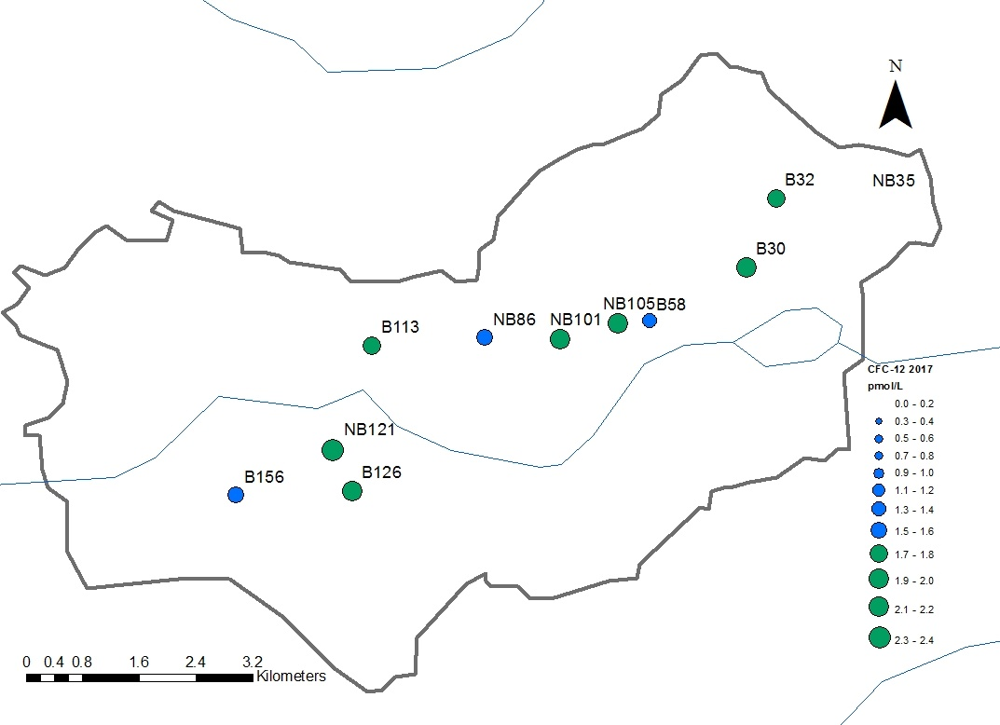 N
B32
NB35
B30
NB105
B58
NB86
NB101
B113
NB121
B126
B156
CFC-12 2017
pmol/L
0.0 - 0.2
0.3 - 0.4
0.5 - 0.6
0.7 - 0.8
0.9 - 1.0
1.1 - 1.2
1.3 - 1.4
1.5 - 1.6
1.7 - 1.8
1.9 - 2.0
2.1 - 2.2
2.3 - 2.4
0 0.4 0.8 1.6 2.4 3.2
Kilometers